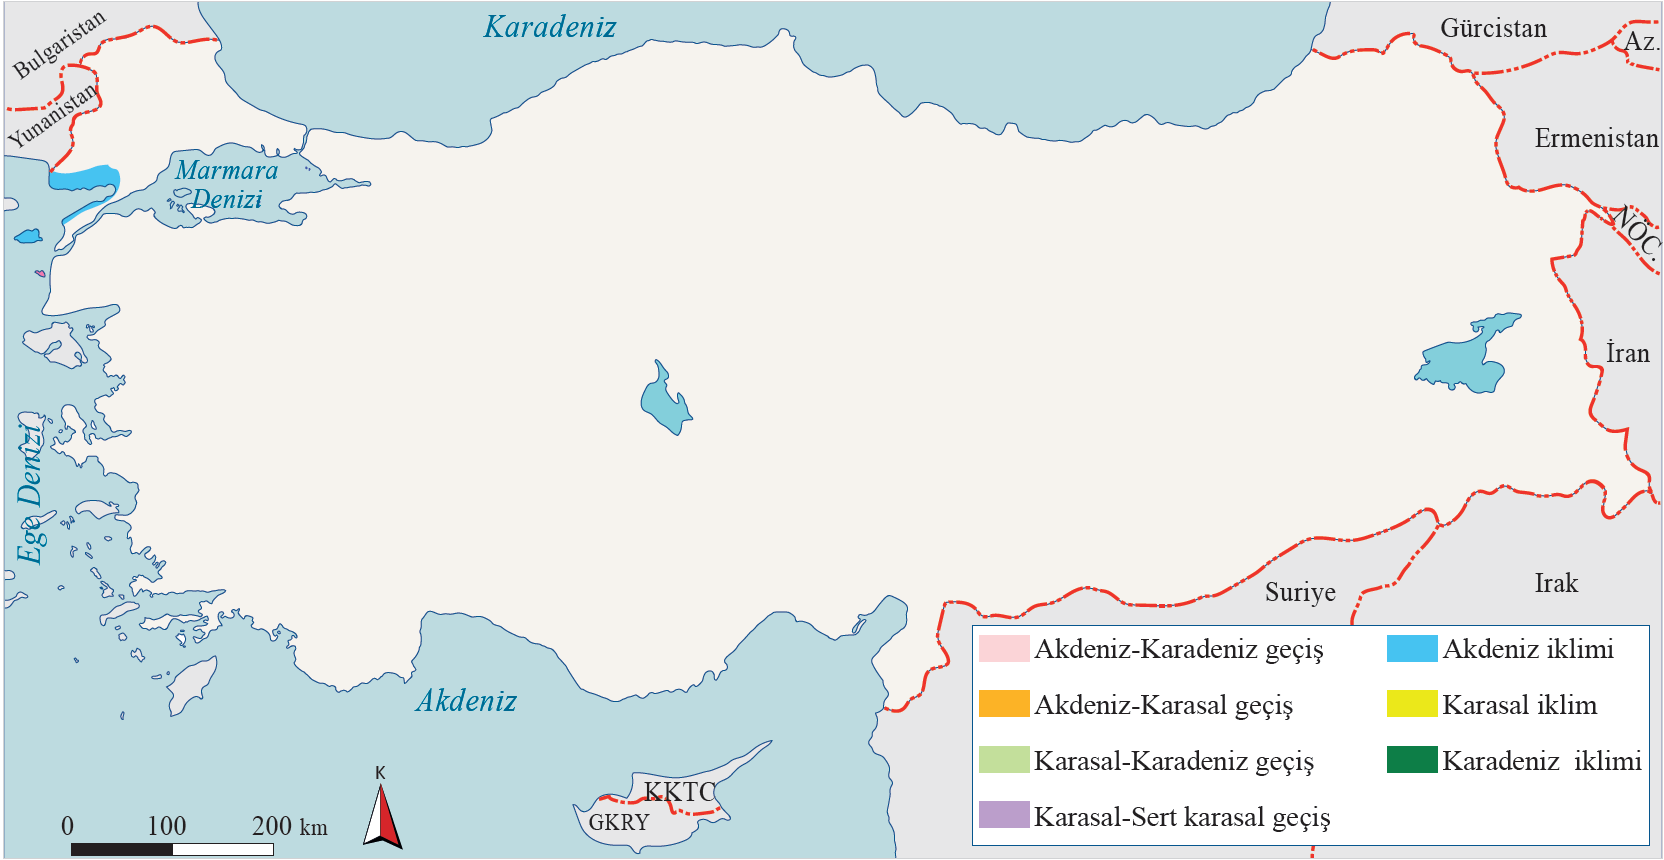 Bulgaristan
Karadeniz
Gürcistan
Az.
Yunanistan
Ermenistan
Marmara
Denizi
NÖC.
İran
Ege Denizi
Suriye
Irak
Akdeniz
Akdeniz-Karadeniz geçiş
Akdeniz iklimi
Akdeniz-Karasal geçiş
Karasal iklim
Karasal-Karadeniz geçiş
Karadeniz iklimi
Karasal-Sert karasal geçiş
K
KKTC
GKRY
0 100 200 km